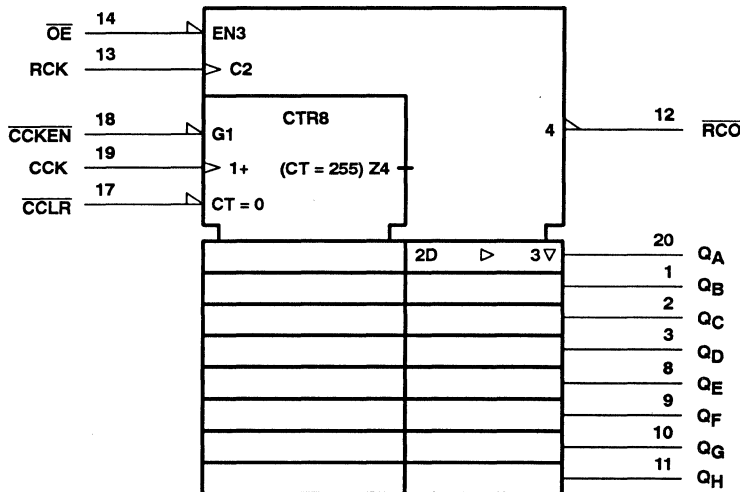 OE 14 EN3
RCK 13 C2
CCKEN 18 G1
CTR8
CCK 19 1+ (CT = 255) Z4
CCLR 17 CT = 0
4 12 RCO
2D ▷ 3 ▽ 20 QA
1 QB
2 QC
3 QD
8 QE
9 QF
10 QG
11 QH